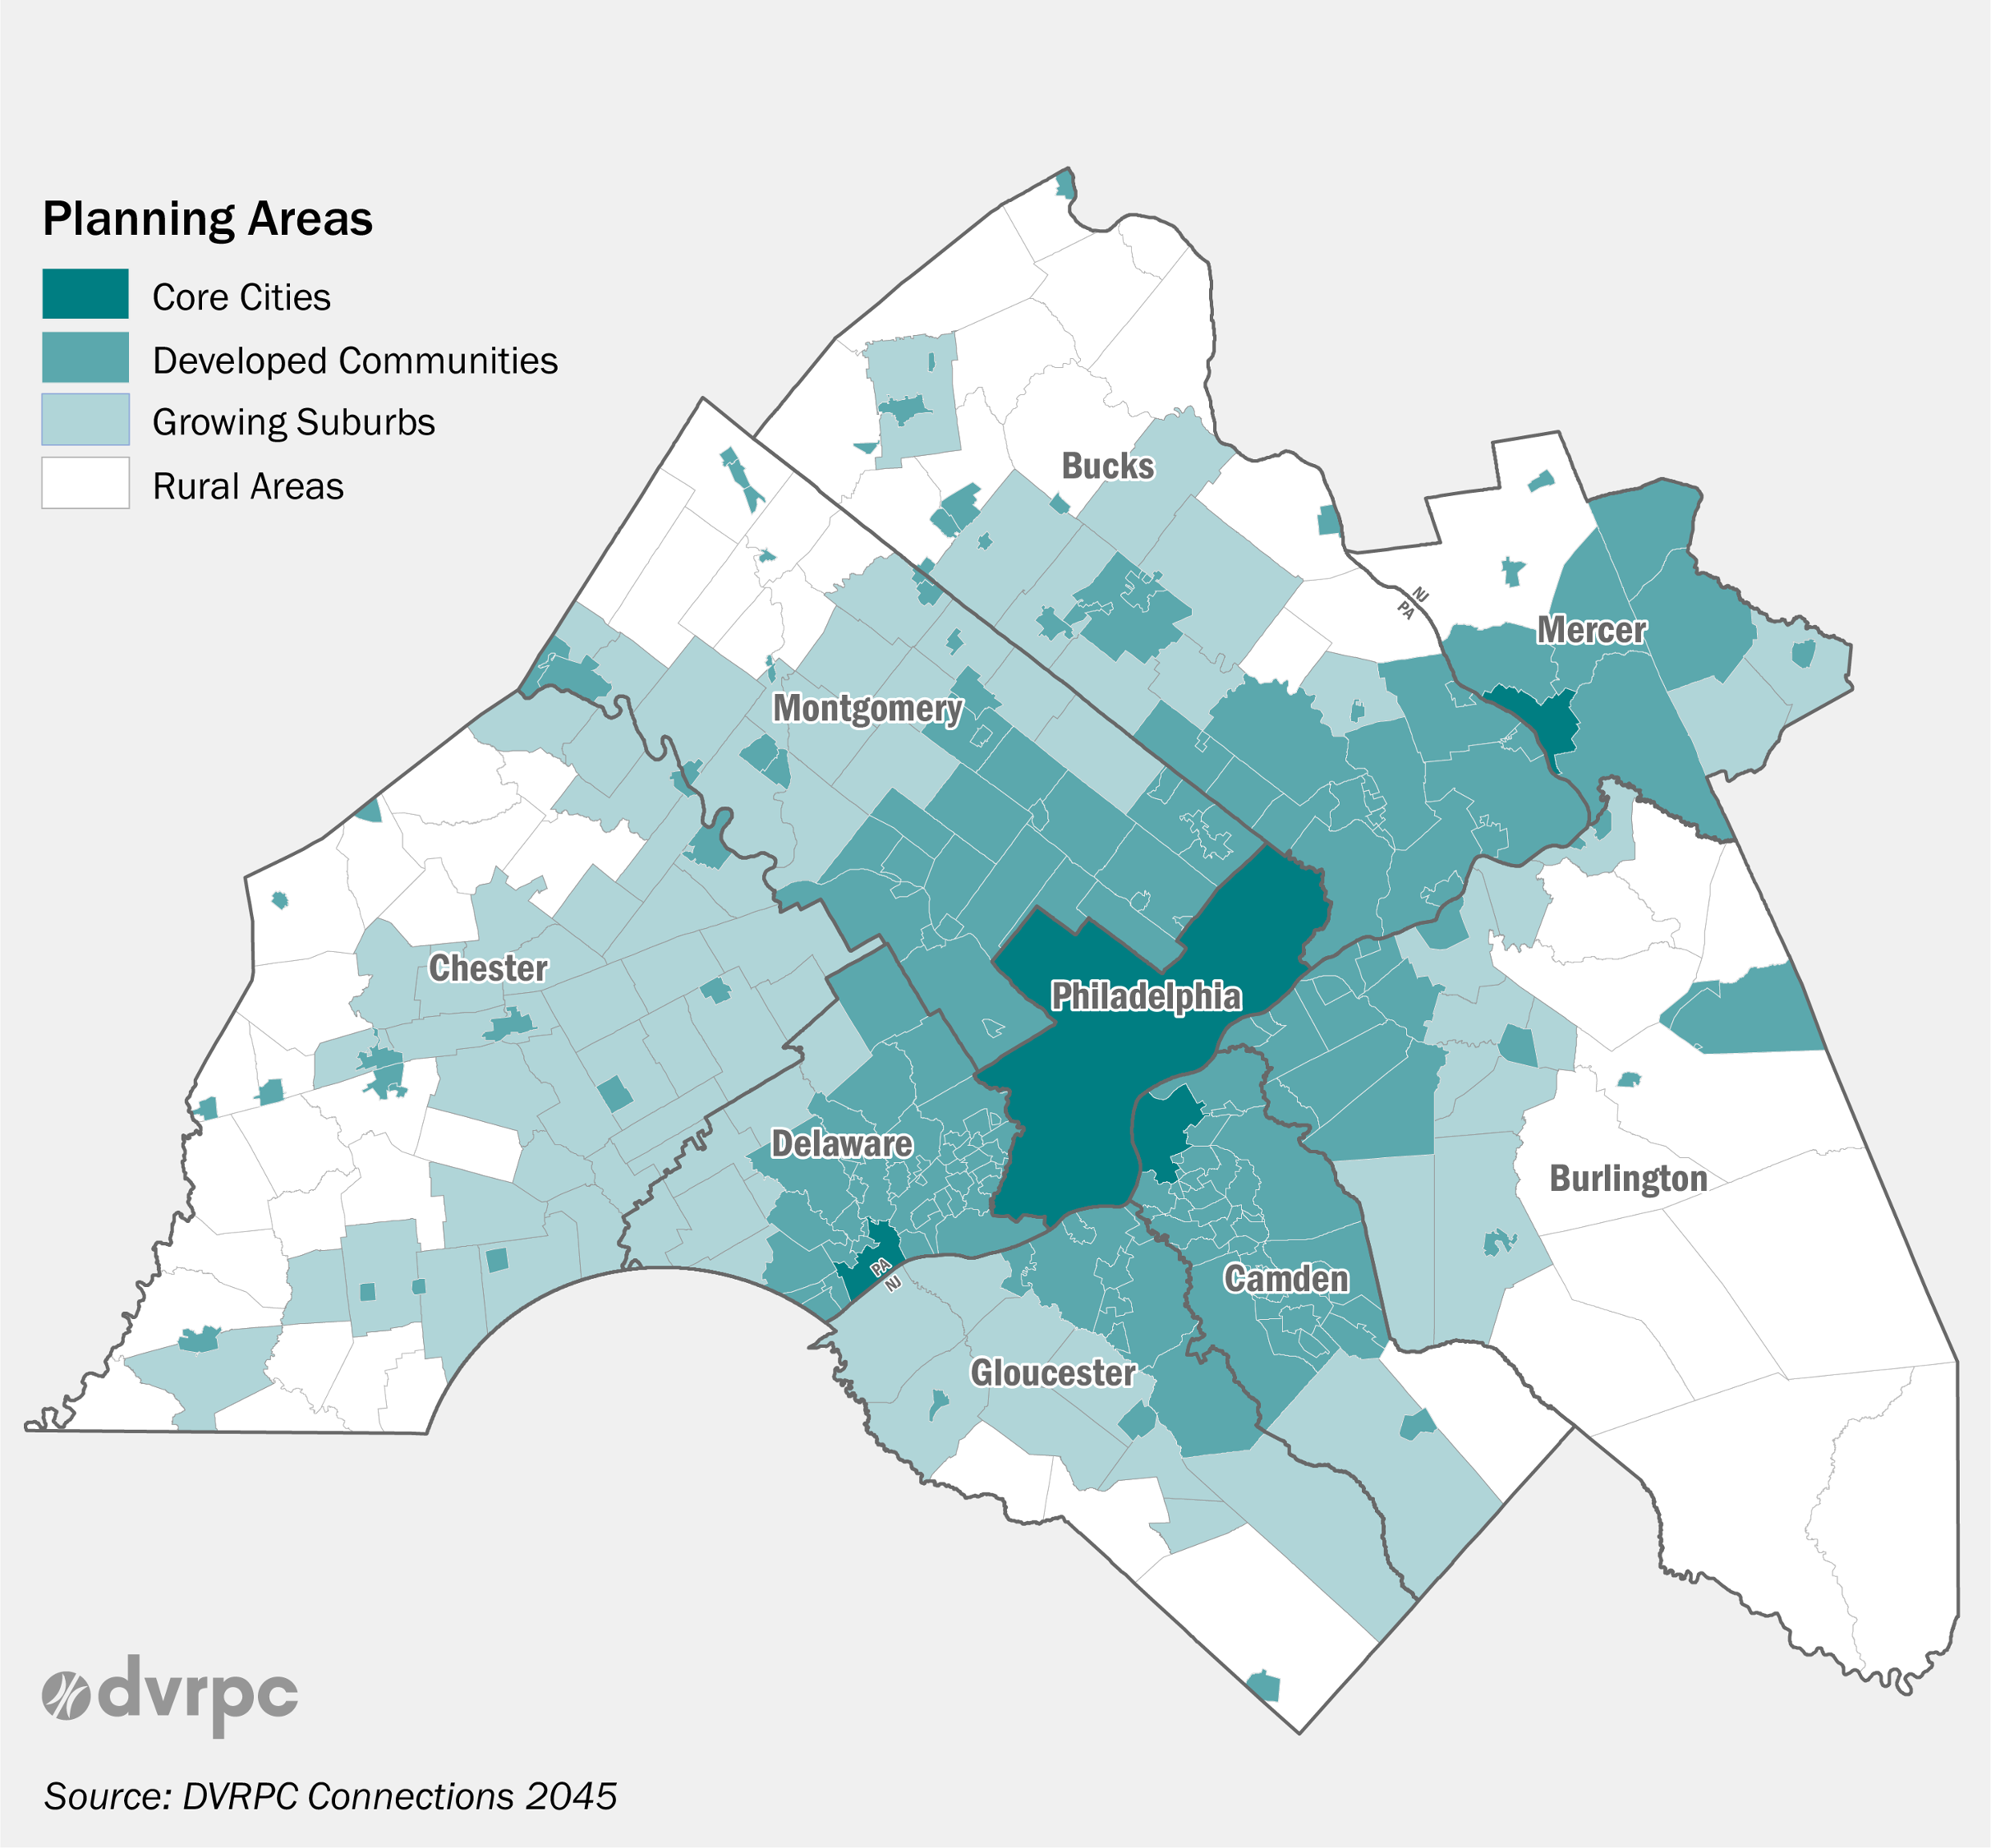 Planning Areas
Core Cities
Developed Communities
Growing Suburbs
Rural Areas
Bucks
NJ
PA
Mercer
Montgomery
Chester
Philadelphia
Delaware
Burlington
PA
NJ
Camden
Gloucester
dvrpc
Source: DVRPC Connections 2045